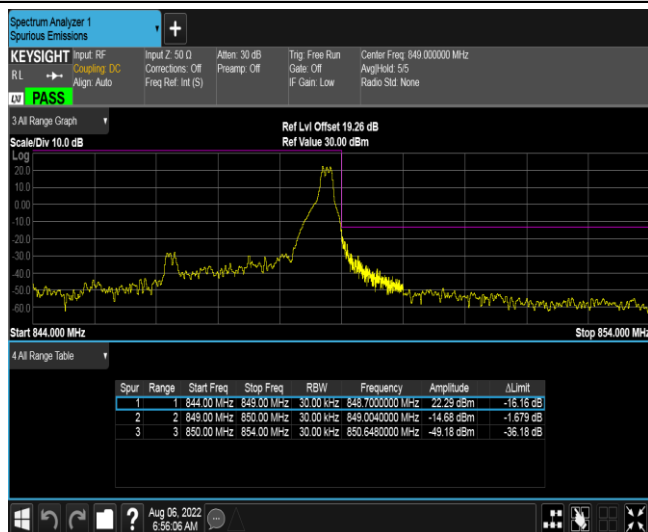 Spectrum Analyzer 1
Spurious Emissions
+
KEYSIGHT Input: RF Input Z: 50 Ω Atten: 30 dB Trig: Free Run Center Freq: 849.000000 MHz
RL Coupling: DC Corrections: Off Preamp: Off Gate: Off Avg|Hold: 5/5
Align: Auto Freq Ref: Int (S) IF Gain: Low Radio Std: None
LXI PASS
3 All Range Graph
Ref Lvl Offset 19.26 dB
Scale/Div 10.0 dB Ref Value 30.00 dBm
Log
20.0
10.0
0.00
-10.0
-20.0
-30.0
-40.0
-50.0
-60.0
Start 844.000 MHz Stop 854.000 MHz
4 All Range Table
Spur Range Start Freq Stop Freq RBW Frequency Amplitude ΔLimit
1 1 844.00 MHz 849.00 MHz 30.00 kHz 848.7000000 MHz 22.29 dBm -16.16 dB
2 2 849.00 MHz 850.00 MHz 30.00 kHz 849.0040000 MHz -14.68 dBm -1.679 dB
3 3 850.00 MHz 854.00 MHz 30.00 kHz 850.6480000 MHz -49.18 dBm -36.18 dB
? Aug 06, 2022
6:56:06 AM